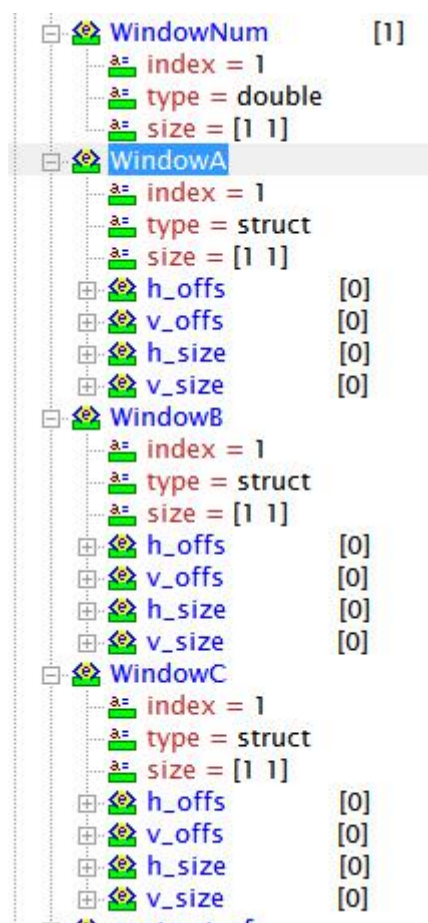 WindowNum [1]
index = 1
type = double
size = [1 1]
WindowA
index = 1
type = struct
size = [1 1]
h_offs [0]
v_offs [0]
h_size [0]
v_size [0]
WindowB
index = 1
type = struct
size = [1 1]
h_offs [0]
v_offs [0]
h_size [0]
v_size [0]
WindowC
index = 1
type = struct
size = [1 1]
h_offs [0]
v_offs [0]
h_size [0]
v_size [0]